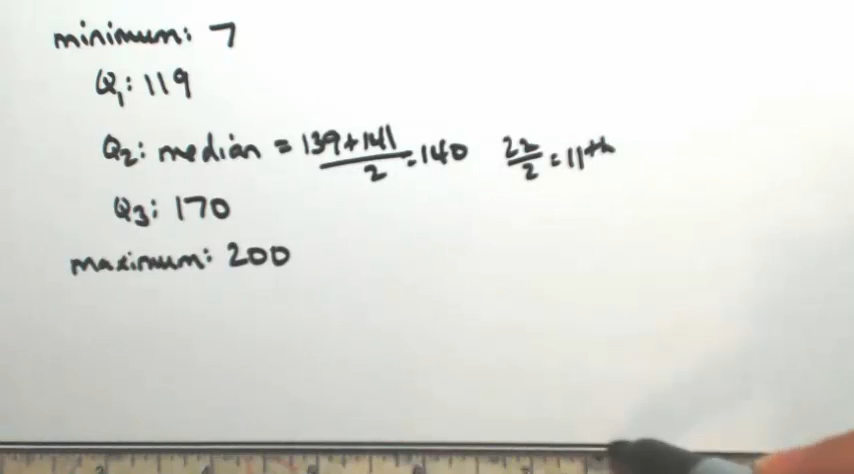 minimum: 7
Q1: 119
Q2: median = 139+141/2 = 140 22/2 = 11th
Q3: 170
maximum: 200